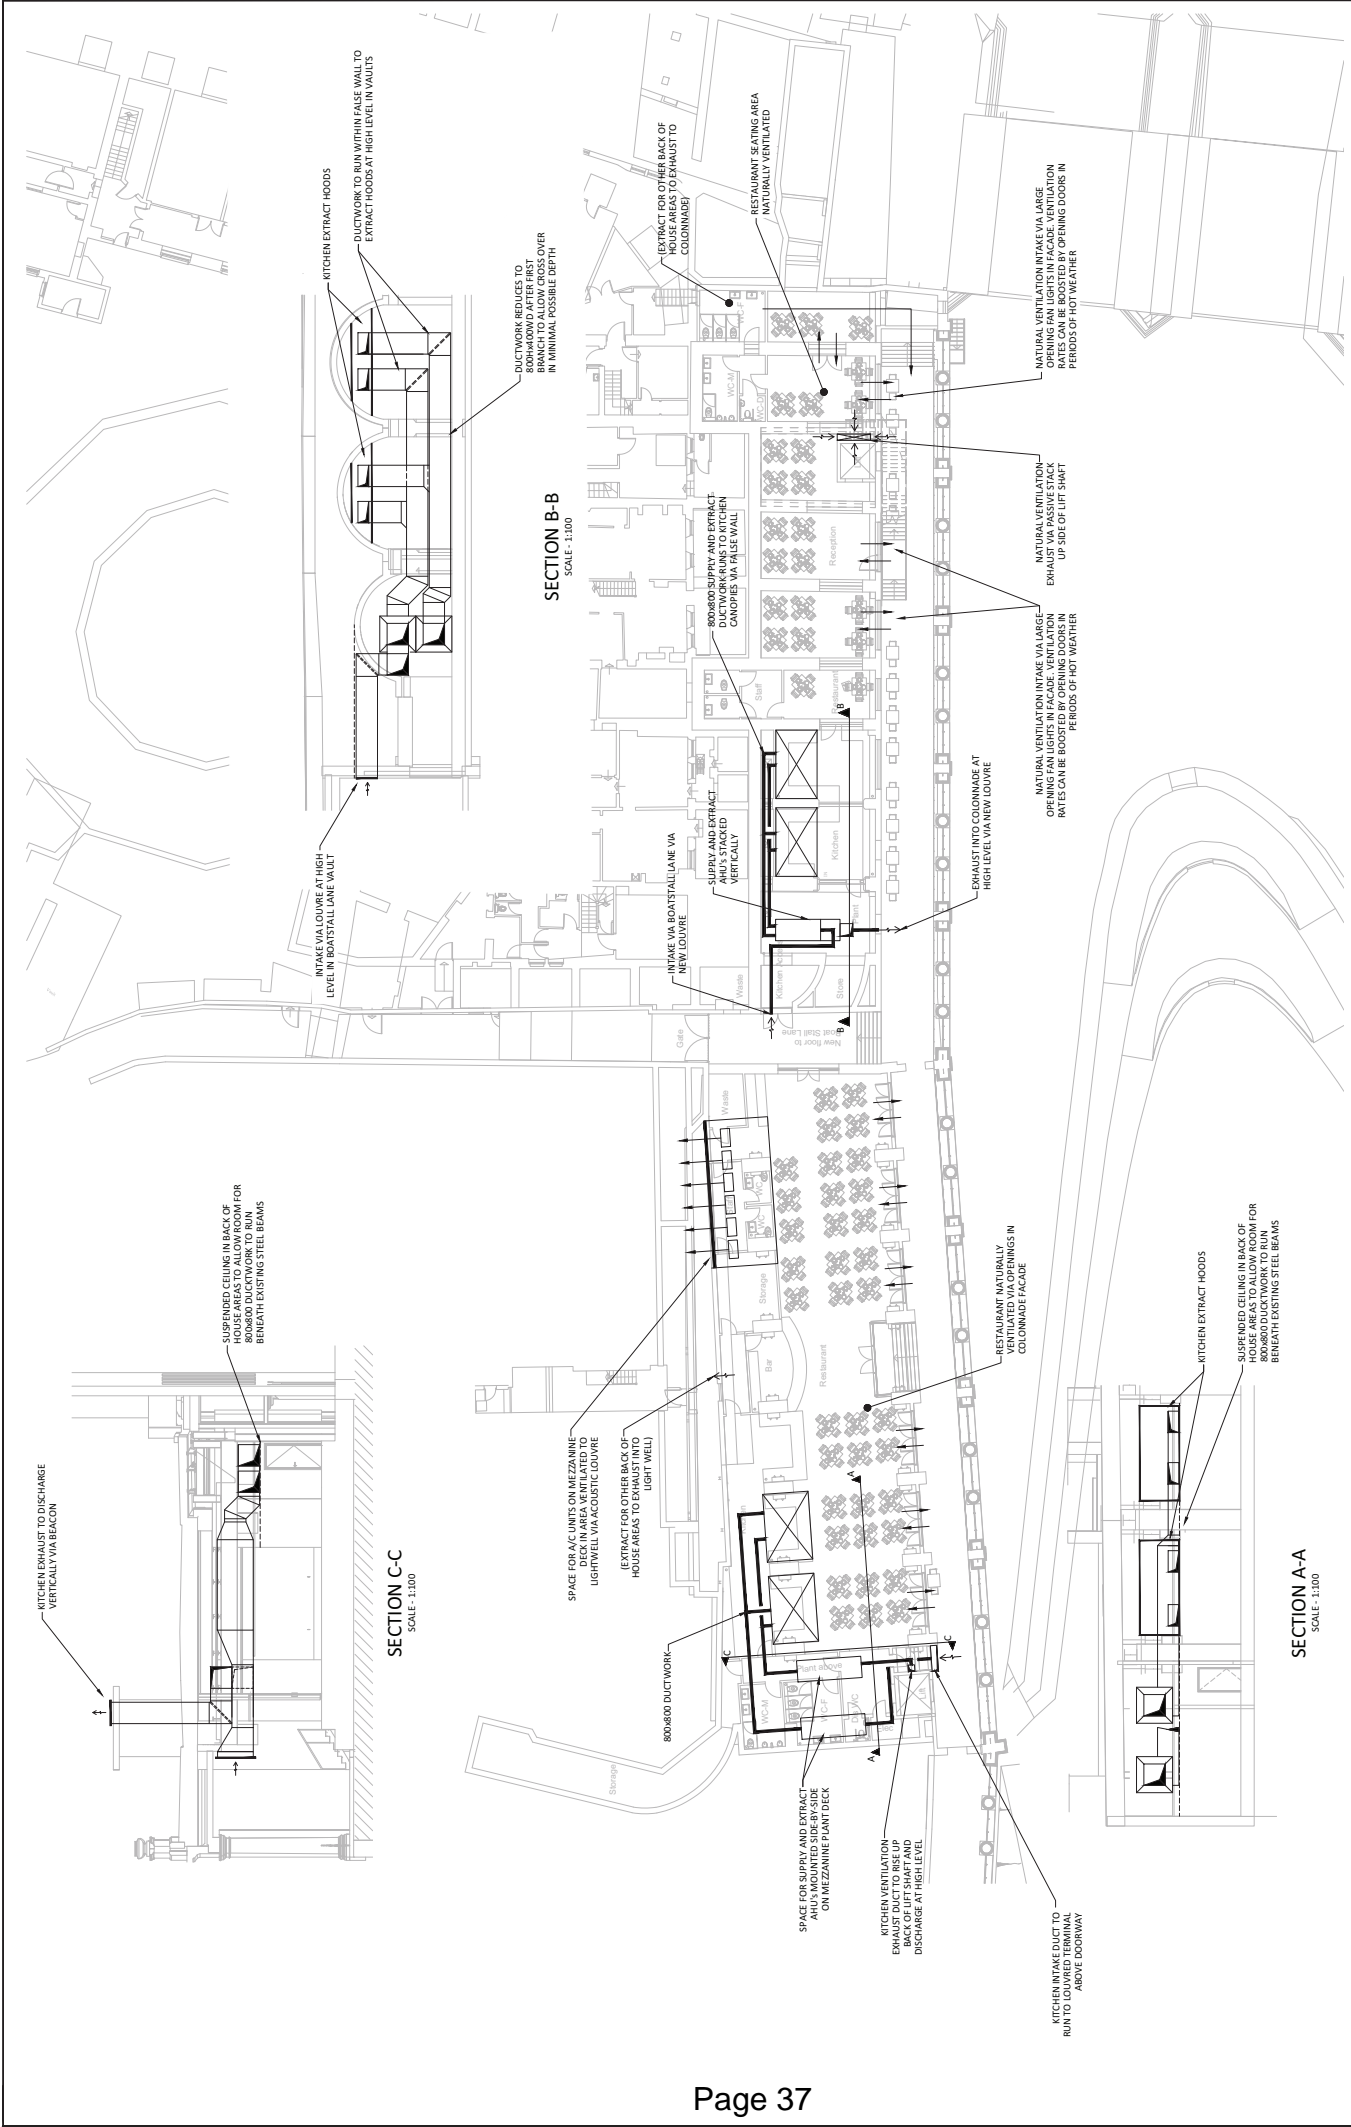 KITCHEN EXHAUST TO DISCHARGE
VERTICALLY VIA BEACON
SUSPENDED CEILING IN BACK OF
HOUSE AREAS TO ALLOW ROOM FOR
800x800 DUCKTWORK TO RUN
BENEATH EXISTING STEEL BEAMS
SECTION C-C
SCALE - 1:100
INTAKE VIA LOUVRE AT HIGH
LEVEL IN BOATSTALL LANE VAULT
KITCHEN EXTRACT HOODS
DUCTWORK TO RUN WITHIN FALSE WALL TO
EXTRACT HOODS AT HIGH LEVEL IN VAULTS
DUCTWORK REDUCES TO
800Hx400WD AFTER FIRST
BRANCH TO ALLOW CROSS OVER
IN MINIMAL POSSIBLE DEPTH
SECTION B-B
SCALE - 1:100
SPACE FOR A/C UNITS ON MEZZANINE
DECK IN AREA VENTILATED TO
LIGHTWELL VIA ACOUSTIC LOUVRE
(EXTRACT FOR OTHER BACK OF
HOUSE AREAS TO EXHAUST INTO
LIGHT WELL)
800x800 DUCTWORK
INTAKE VIA BOATSTALL LANE VIA
NEW LOUVRE
SUPPLY AND EXTRACT
AHU's STACKED
VERTICALLY
800x800 SUPPLY AND EXTRACT
DUCTWORK RUNS TO KITCHEN
CANOPIES VIA FALSE WALL
(EXTRACT FOR OTHER BACK OF
HOUSE AREAS TO EXHAUST TO
COLONNADE)
RESTAURANT SEATING AREA
NATURALLY VENTILATED
Storage
WC-M
WC-F
Plant above
Lift
Bar
Restaurant
Storage
WC
WC
Waste
Gate
New floor to
Boat Stall Lane
Waste
Store
Plant
Kitchen
Staff
Restaurant
Reception
WC-M
WC-F
A
A
B
B
C
C
SPACE FOR SUPPLY AND EXTRACT
AHU's MOUNTED SIDE-BY-SIDE
ON MEZZANINE PLANT DECK
KITCHEN VENTILATION
EXHAUST DUCT TO RISE UP
BACK OF LIFT SHAFT AND
DISCHARGE AT HIGH LEVEL
KITCHEN INTAKE DUCT TO
RUN TO LOUVRED TERMINAL
ABOVE DOORWAY
RESTAURANT NATURALLY
VENTILATED VIA OPENINGS IN
COLONNADE FACADE
EXHAUST INTO COLONNADE AT
HIGH LEVEL VIA NEW LOUVRE
NATURAL VENTILATION INTAKE VIA LARGE
OPENING FAN LIGHTS IN FACADE. VENTILATION
RATES CAN BE BOOSTED BY OPENING DOORS IN
PERIODS OF HOT WEATHER
NATURAL VENTILATION
EXHAUST VIA PASSIVE STACK
UP SIDE OF LIFT SHAFT
NATURAL VENTILATION INTAKE VIA LARGE
OPENING FAN LIGHTS IN FACADE. VENTILATION
RATES CAN BE BOOSTED BY OPENING DOORS IN
PERIODS OF HOT WEATHER
KITCHEN EXTRACT HOODS
SUSPENDED CEILING IN BACK OF
HOUSE AREAS TO ALLOW ROOM FOR
800x800 DUCKTWORK TO RUN
BENEATH EXISTING STEEL BEAMS
SECTION A-A
SCALE - 1:100
Page 37